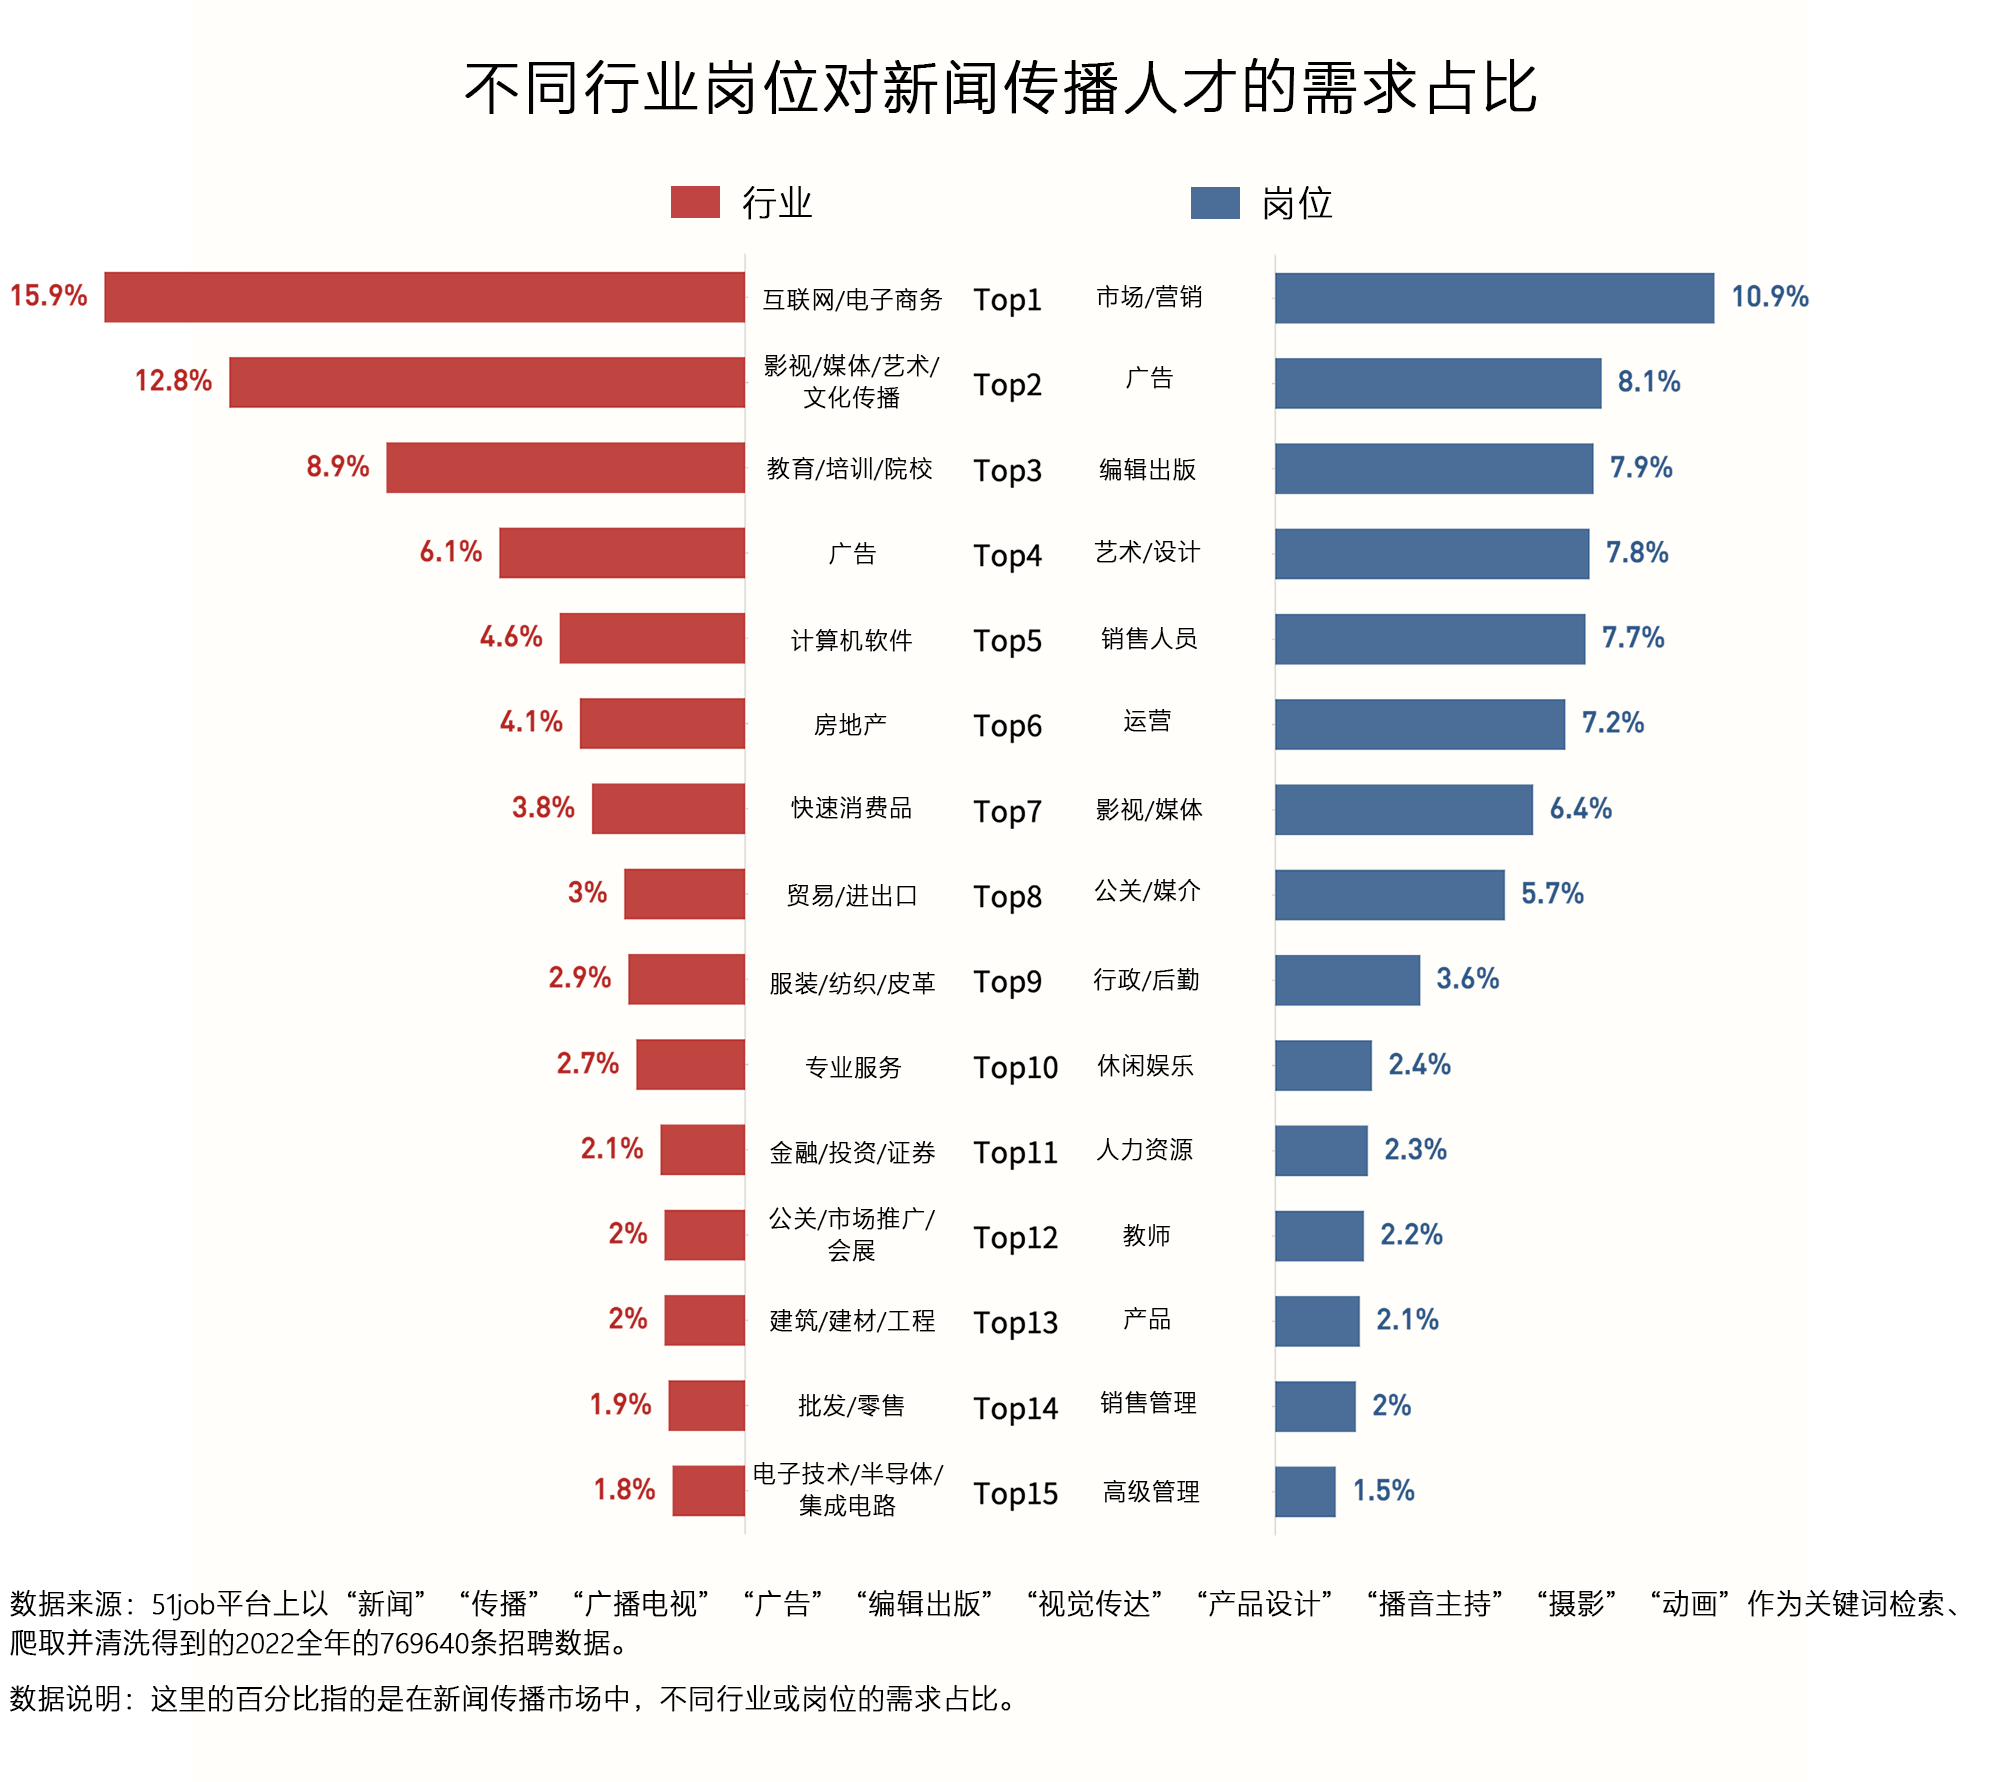 不同行业岗位对新闻传播人才的需求占比
行业 岗位
15.9% 互联网/电子商务 Top1 市场/营销 10.9%
12.8% 影视/媒体/艺术/
文化传播 Top2 广告 8.1%
8.9% 教育/培训/院校 Top3 编辑出版 7.9%
6.1% 广告 Top4 艺术/设计 7.8%
4.6% 计算机软件 Top5 销售人员 7.7%
4.1% 房地产 Top6 运营 7.2%
3.8% 快速消费品 Top7 影视/媒体 6.4%
3% 贸易/进出口 Top8 公关/媒介 5.7%
2.9% 服装/纺织/皮革 Top9 行政/后勤 3.6%
2.7% 专业服务 Top10 休闲娱乐 2.4%
2.1% 金融/投资/证券 Top11 人力资源 2.3%
2% 公关/市场推广/
会展 Top12 教师 2.2%
2% 建筑/建材/工程 Top13 产品 2.1%
1.9% 批发/零售 Top14 销售管理 2%
1.8% 电子技术/半导体/
集成电路 Top15 高级管理 1.5%
数据来源：51job平台上以“新闻”“传播”“广播电视”“广告”“编辑出版”“视觉传达”“产品设计”“播音主持”“摄影”“动画”作为关键词检索、
爬取并清洗得到的2022全年的769640条招聘数据。
数据说明：这里的百分比指的是在新闻传播市场中，不同行业或岗位的需求占比。